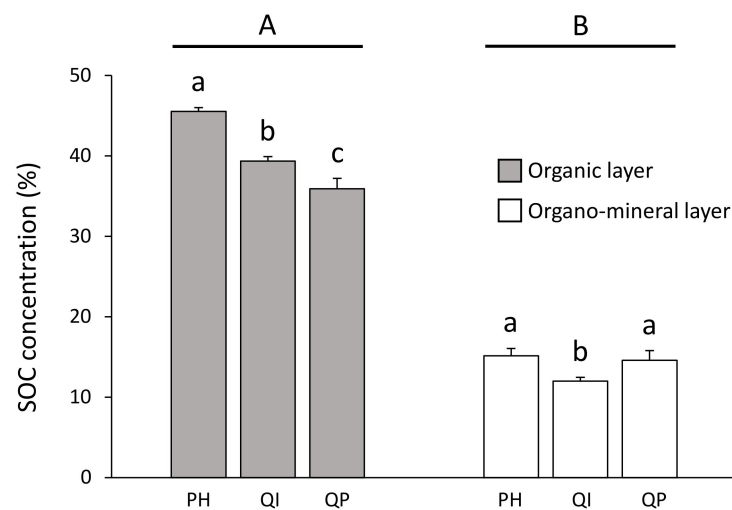 A B
50
a
40
b
c
Organic layer
SOC concentration (%)
Organo-mineral layer
30
20
a
a
b
10
0
PH QI QP PH QI QP